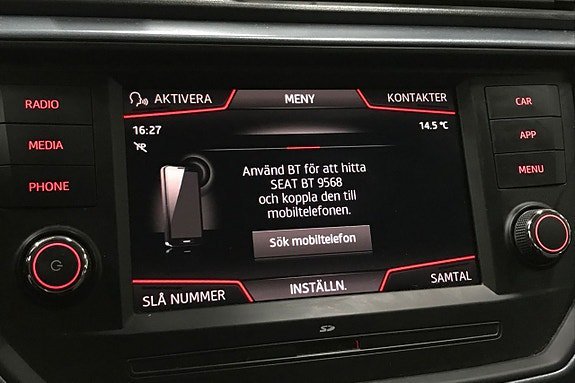 RADIO
MEDIA
PHONE
AKTIVERA
MENY
KONTAKTER
16:27
14.5 °C
Använd BT för att hitta
SEAT BT 9568
och koppla den till
mobiltelefonen.
Sök mobiltelefon
SLÅ NUMMER
INSTÄLLN.
SAMTAL
CAR
APP
MENU
SD